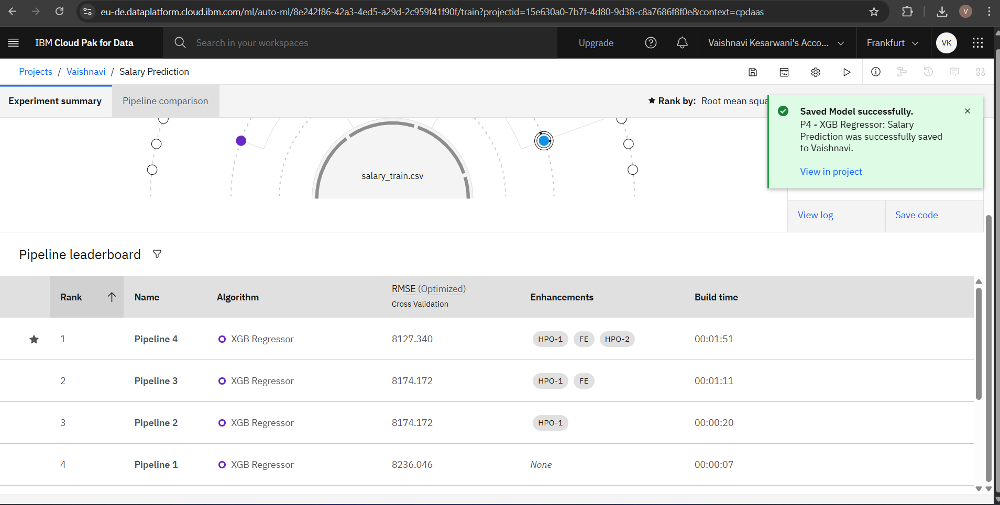 eu-de.dataplatform.cloud.ibm.com/ml/auto-ml/8e242f86-42a3-4ed5-a29d-2c959f41f90f/train?projectid=15e630a0-7b7f-4d80-9d38-c8a7686f8f0e&context=cpdaas
V
IBM Cloud Pak for Data
Search in your workspaces
Upgrade
Vaishnavi Kesarwani's Acco...
Frankfurt
VK
Projects / Vaishnavi / Salary Prediction
Experiment summary
Pipeline comparison
Rank by: Root mean squa
Saved Model successfully.
P4 - XGB Regressor: Salary
Prediction was successfully saved
to Vaishnavi.
View in project
salary_train.csv
View log
Save code
Pipeline leaderboard
Rank Name Algorithm RMSE (Optimized) Enhancements Build time
Cross Validation
1 Pipeline 4 XGB Regressor 8127.340 HPO-1 FE HPO-2 00:01:51
2 Pipeline 3 XGB Regressor 8174.172 HPO-1 FE 00:01:11
3 Pipeline 2 XGB Regressor 8174.172 HPO-1 00:00:20
4 Pipeline 1 XGB Regressor 8236.046 None 00:00:07